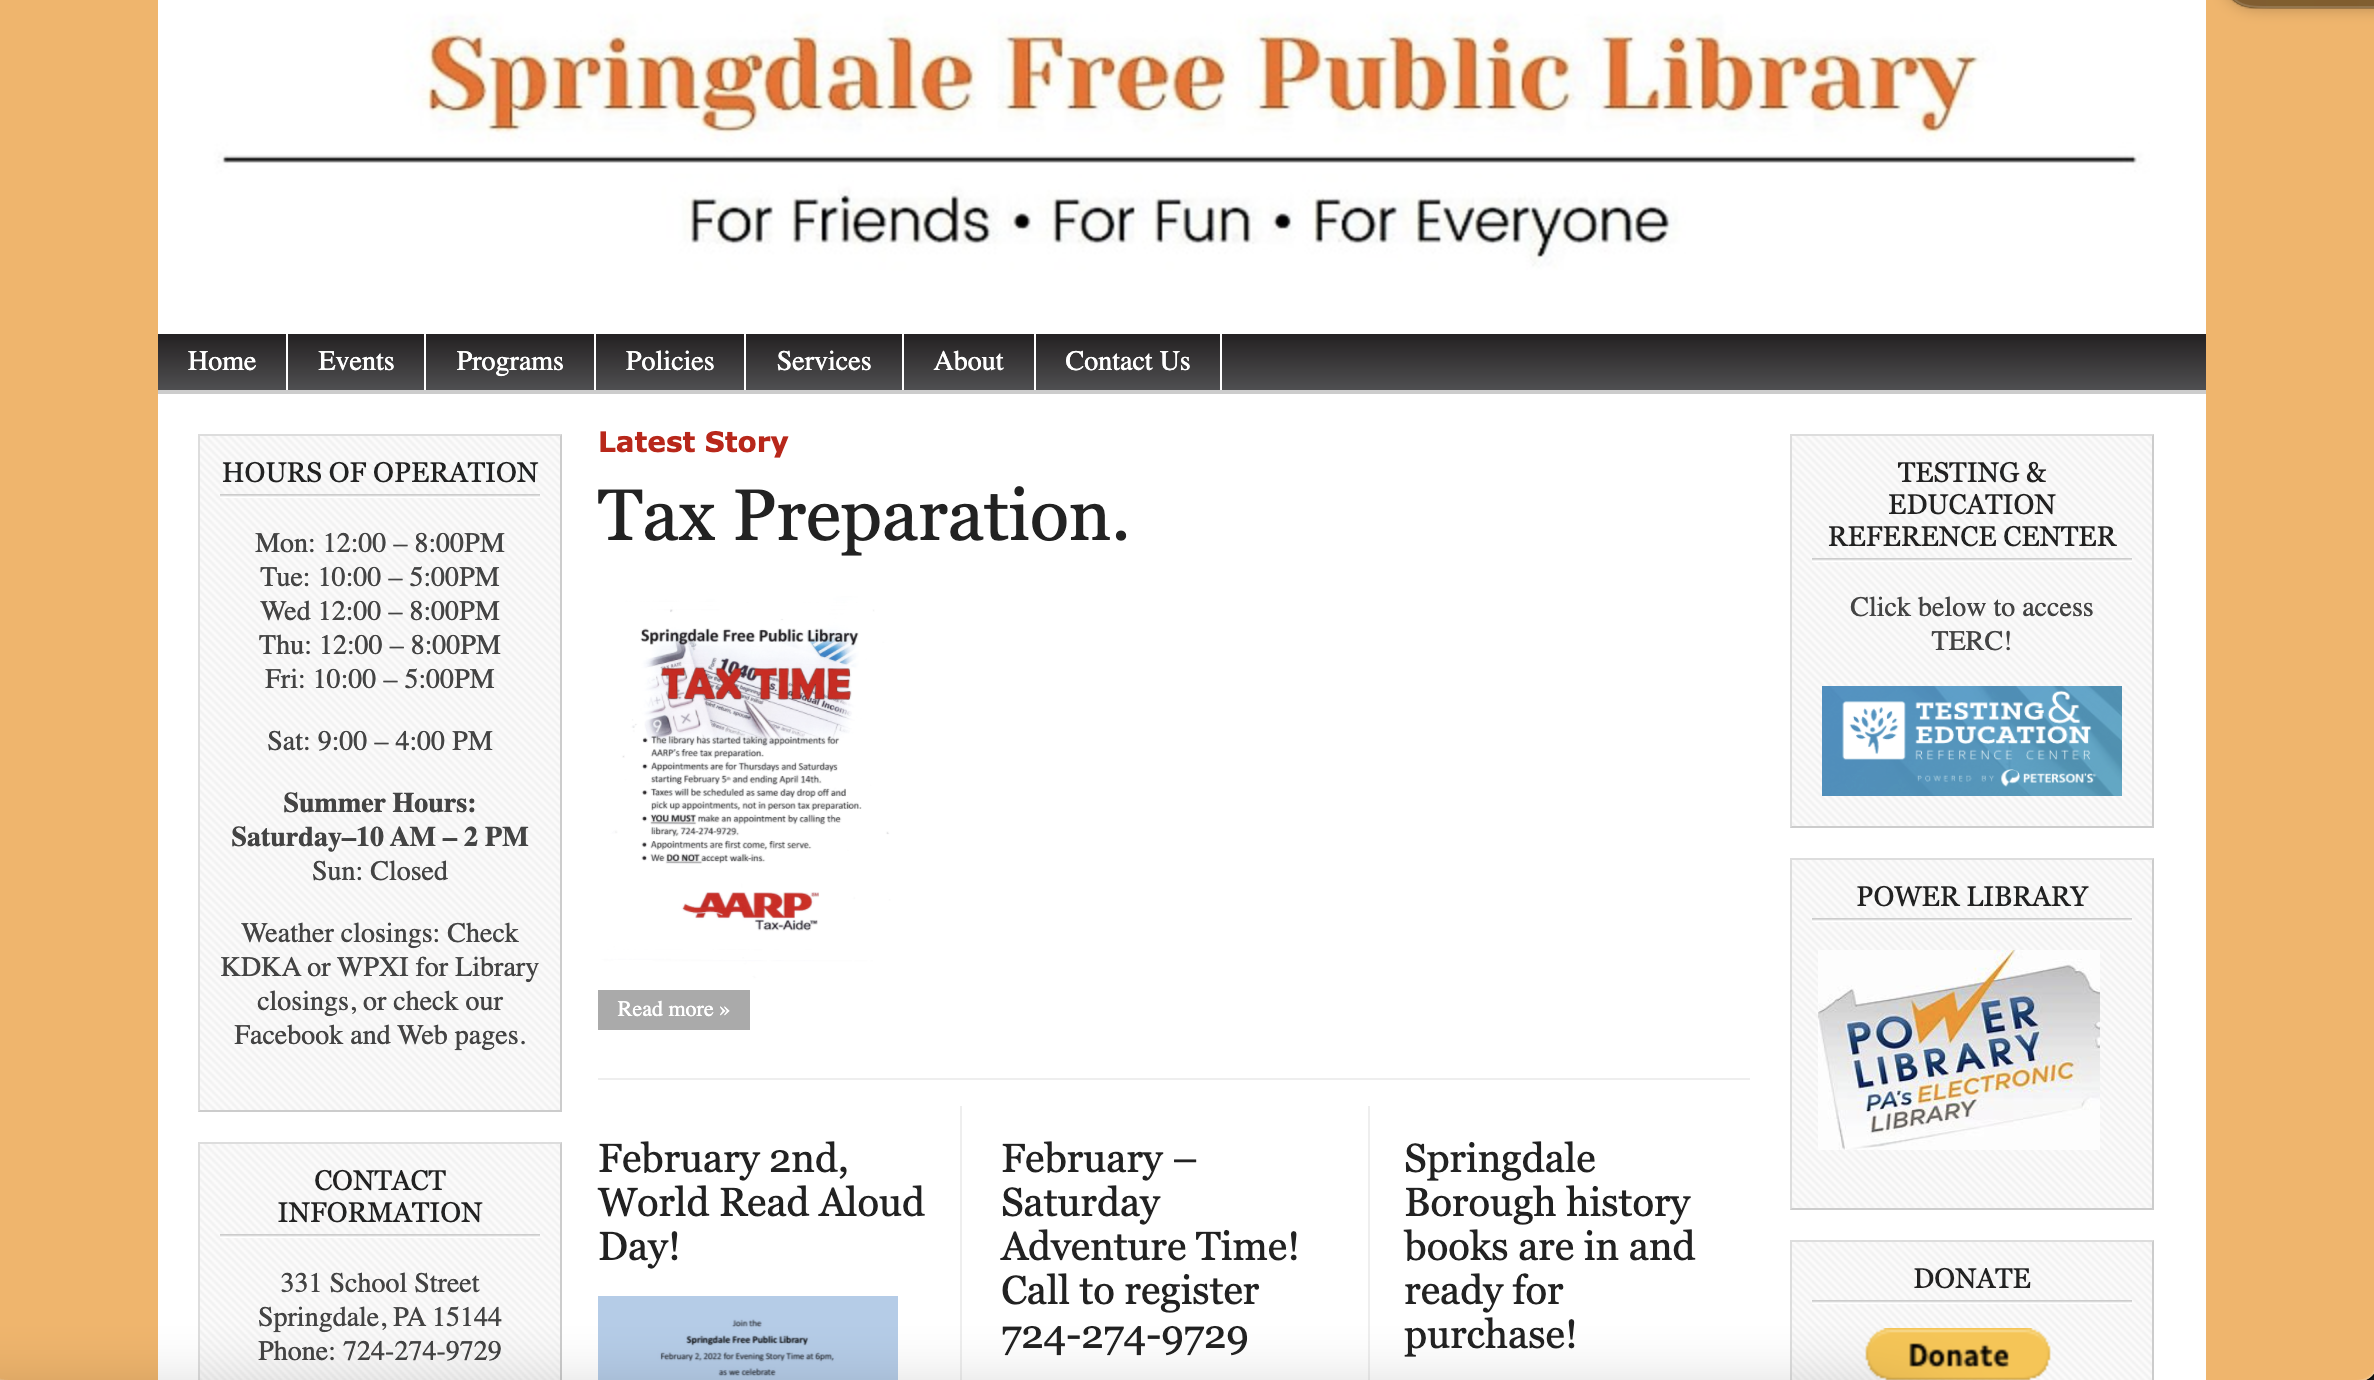 Springdale Free Public Library
For Friends • For Fun • For Everyone
Home
Events
Programs
Policies
Services
About
Contact Us
HOURS OF OPERATION
Mon: 12:00 – 8:00PM
Tue: 10:00 – 5:00PM
Wed 12:00 – 8:00PM
Thu: 12:00 – 8:00PM
Fri: 10:00 – 5:00PM
Sat: 9:00 – 4:00 PM
Summer Hours:
Saturday–10 AM – 2 PM
Sun: Closed
Weather closings: Check
KDKA or WPXI for Library
closings, or check our
Facebook and Web pages.
CONTACT
INFORMATION
331 School Street
Springdale, PA 15144
Phone: 724-274-9729
Latest Story
Tax Preparation.
Springdale Free Public Library
1040
TAX TIME
• The library has started taking appointments for
AARP's free tax preparation.
• Appointments are for Thursdays and Saturdays
starting February 5th and ending April 14th.
• Taxes will be scheduled as same day drop off and
pick up appointments, not in person tax preparation.
• YOU MUST make an appointment by calling the
library, 724-274-9729.
• Appointments are first come, first serve.
• We DO NOT accept walk-ins.
AARP™
Tax-Aide™
Read more »
February 2nd,
World Read Aloud
Day!
Join the
Springdale Free Public Library
February 2, 2022 for Evening Story Time at 6pm,
as we celebrate
February –
Saturday
Adventure Time!
Call to register
724-274-9729
Springdale
Borough history
books are in and
ready for
purchase!
TESTING &
EDUCATION
REFERENCE CENTER
Click below to access
TERC!
TESTING &
EDUCATION
REFERENCE CENTER
POWERED BY PETERSON'S
POWER LIBRARY
POWER
LIBRARY
PA's ELECTRONIC
LIBRARY
DONATE
Donate